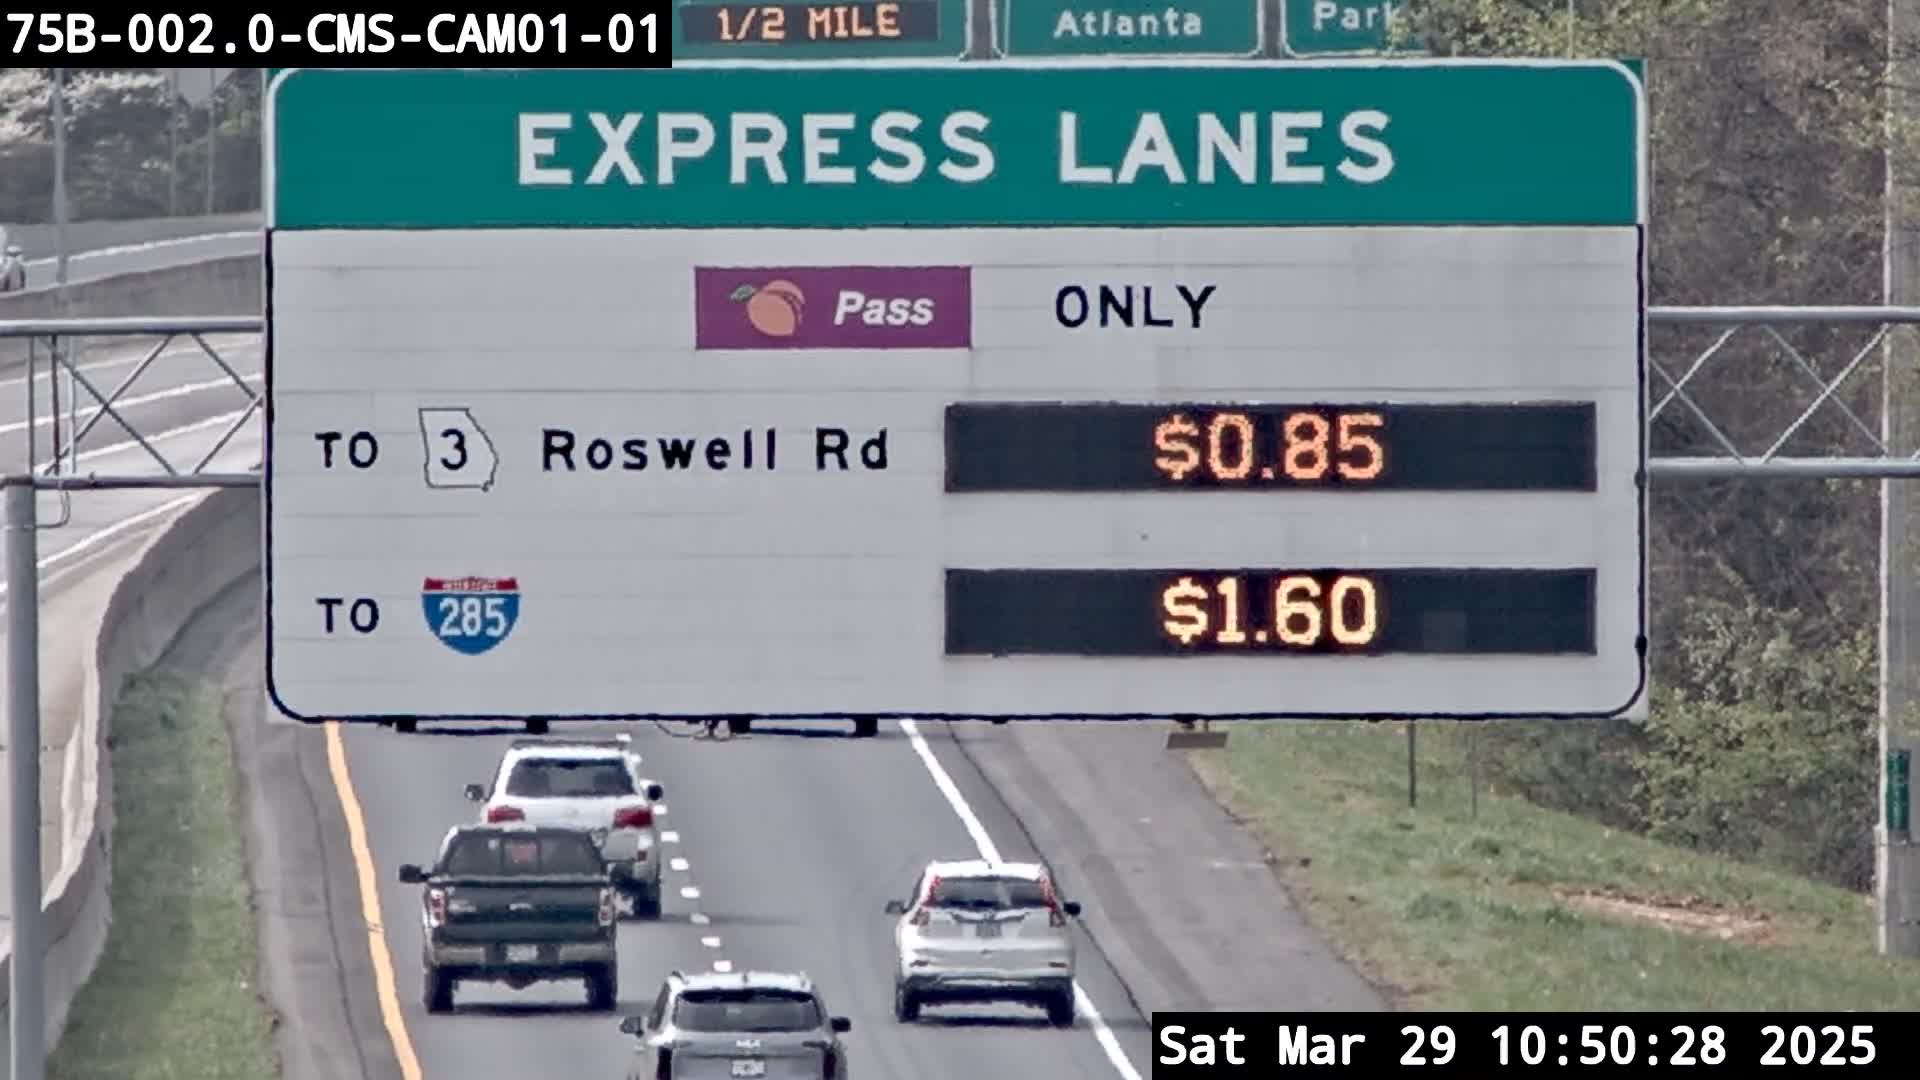 75B-002.0-CMS-CAM01-01
1/2 MILE
Atlanta
Park
EXPRESS LANES
Pass ONLY
TO 3 Roswell Rd $0.85
TO 285 $1.60
Sat Mar 29 10:50:28 2025